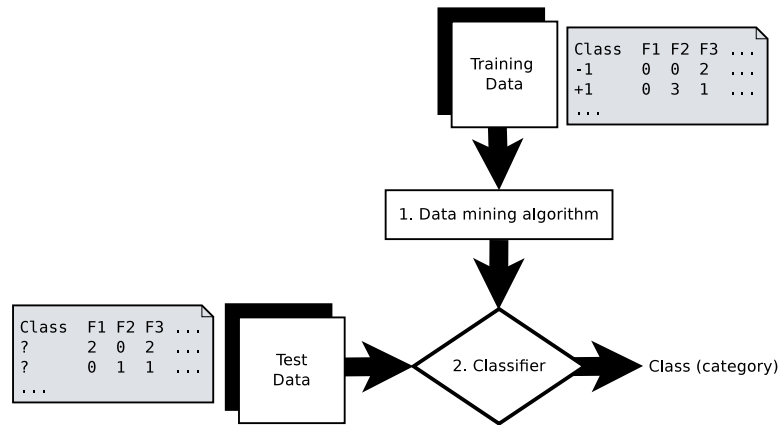 Training
Data
Class F1 F2 F3 ...
-1 0 0 2 ...
+1 0 3 1 ...
...
1. Data mining algorithm
Class F1 F2 F3 ...
? 2 0 2 ...
? 0 1 1 ...
...
Test
Data
2. Classifier
Class (category)